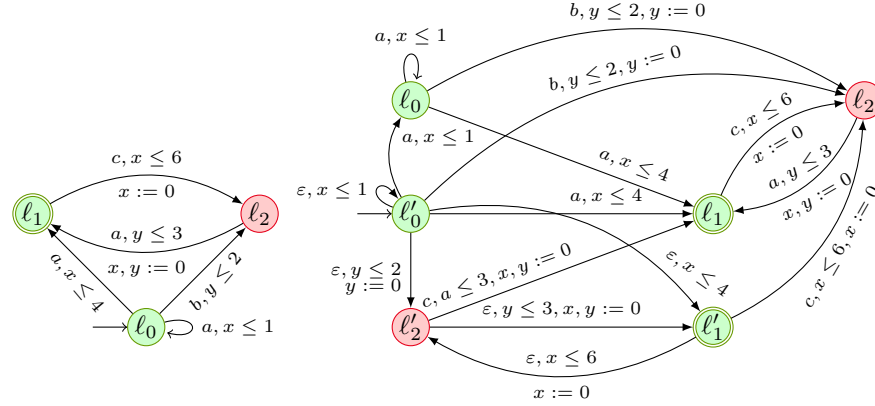 c, x ≤ 6
x := 0
ℓ1
ℓ2
a, y ≤ 3
x, y := 0
a, x ≤ 4
b, y ≤ 2
ℓ0
a, x ≤ 1
b, y ≤ 2, y := 0
a, x ≤ 1
b, y ≤ 2, y := 0
ℓ0
ℓ2
c, x ≤ 6
x := 0
a, x ≤ 1
a, x ≤ 4
a, y ≤ 3
x, y := 0
ε, x ≤ 1
ℓ′0
a, x ≤ 4
ℓ1
ε, y ≤ 2
y := 0
c, a ≤ 3, x, y := 0
ε, x ≤ 4
c, x ≤ 6, x := 0
ℓ′2
ε, y ≤ 3, x, y := 0
ℓ′1
ε, x ≤ 6
x := 0